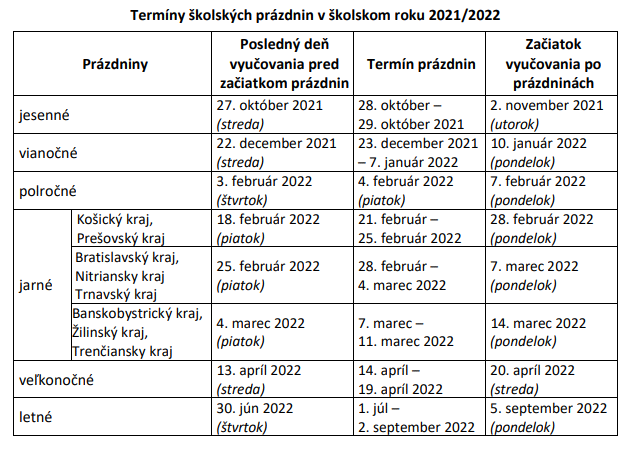 Termíny školských prázdnin v školskom roku 2021/2022
Prázdniny
Posledný deň
vyučovania pred
začiatkom prázdnin
Termín prázdnin
Začiatok
vyučovania po
prázdninách
jesenné
27. október 2021
(streda)
28. október –
29. október 2021
2. november 2021
(utorok)
vianočné
22. december 2021
(streda)
23. december 2021
– 7. január 2022
10. január 2022
(pondelok)
polročné
3. február 2022
(štvrtok)
4. február 2022
(piatok)
7. február 2022
(pondelok)
jarné
Košický kraj,
Prešovský kraj
18. február 2022
(piatok)
21. február –
25. február 2022
28. február 2022
(pondelok)
Bratislavský kraj,
Nitriansky kraj
Trnavský kraj
25. február 2022
(piatok)
28. február –
4. marec 2022
7. marec 2022
(pondelok)
Banskobystrický kraj,
Žilinský kraj,
Trenčiansky kraj
4. marec 2022
(piatok)
7. marec –
11. marec 2022
14. marec 2022
(pondelok)
veľkonočné
13. apríl 2022
(streda)
14. apríl –
19. apríl 2022
20. apríl 2022
(streda)
letné
30. jún 2022
(štvrtok)
1. júl –
2. september 2022
5. september 2022
(pondelok)